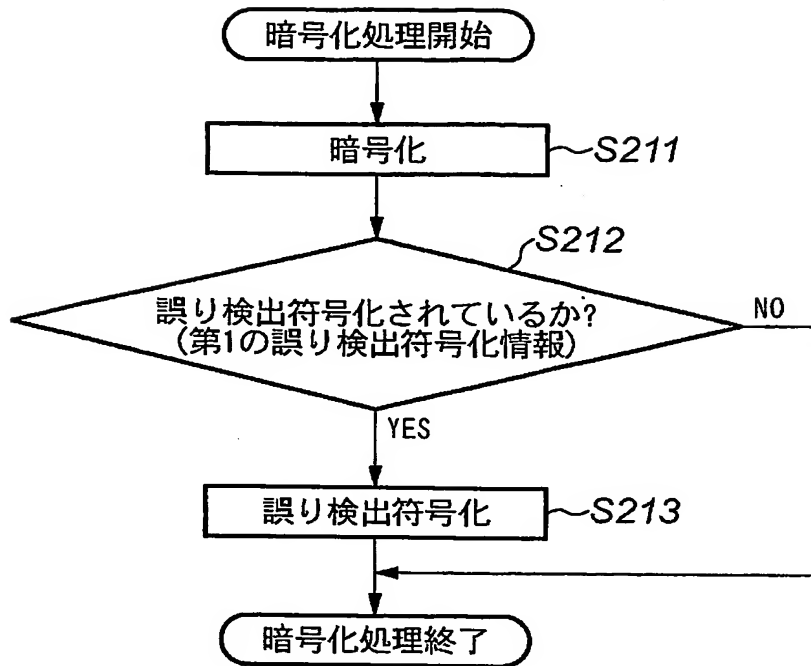 暗号化処理開始
暗号化
S211
S212
誤り検出符号化されているか?
(第1の誤り検出符号化情報)
NO
YES
誤り検出符号化
S213
暗号化処理終了